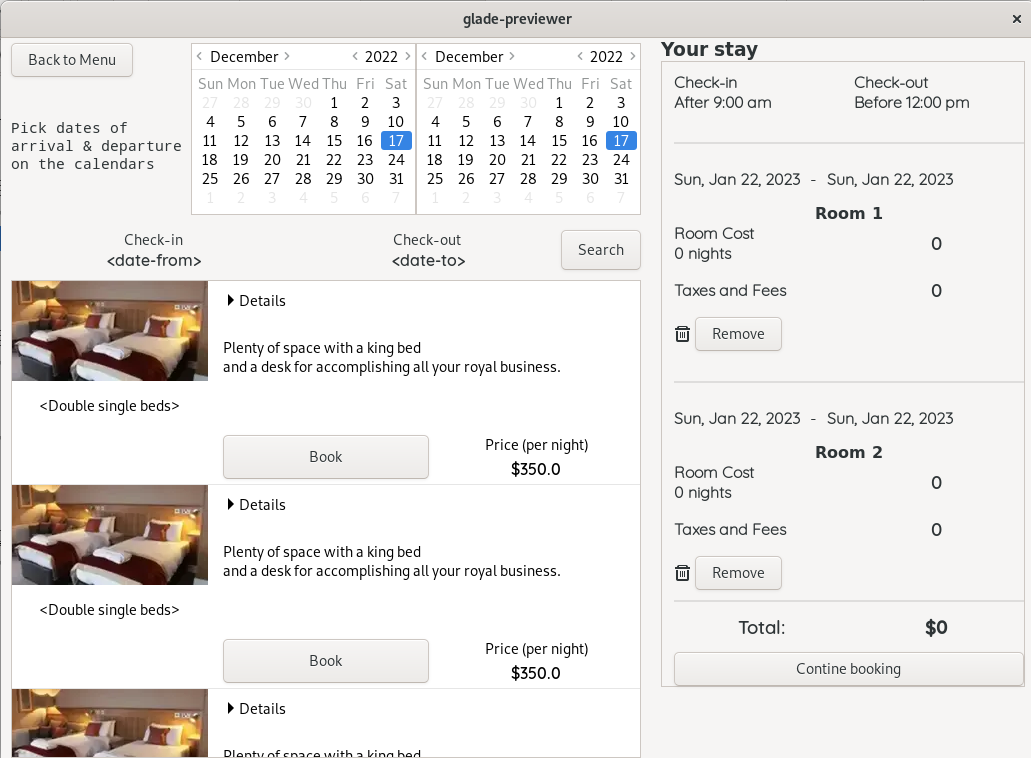 glade-previewer
×
Back to Menu
Pick dates of
arrival & departure
on the calendars
December 2022
Sun Mon Tue Wed Thu Fri Sat
27 28 29 30 1 2 3
4 5 6 7 8 9 10
11 12 13 14 15 16 17
18 19 20 21 22 23 24
25 26 27 28 29 30 31
1 2 3 4 5 6 7
December 2022
Sun Mon Tue Wed Thu Fri Sat
27 28 29 30 1 2 3
4 5 6 7 8 9 10
11 12 13 14 15 16 17
18 19 20 21 22 23 24
25 26 27 28 29 30 31
1 2 3 4 5 6 7
Check-in
<date-from>
Check-out
<date-to>
Search
Details
Plenty of space with a king bed
and a desk for accomplishing all your royal business.
<Double single beds>
Book
Price (per night)
$350.0
Details
Plenty of space with a king bed
and a desk for accomplishing all your royal business.
<Double single beds>
Book
Price (per night)
$350.0
Details
Plenty of space with a king bed
Your stay
Check-in
After 9:00 am
Check-out
Before 12:00 pm
Sun, Jan 22, 2023 - Sun, Jan 22, 2023
Room 1
Room Cost
0 nights
0
Taxes and Fees 0
Remove
Sun, Jan 22, 2023 - Sun, Jan 22, 2023
Room 2
Room Cost
0 nights
0
Taxes and Fees 0
Remove
Total: $0
Contine booking